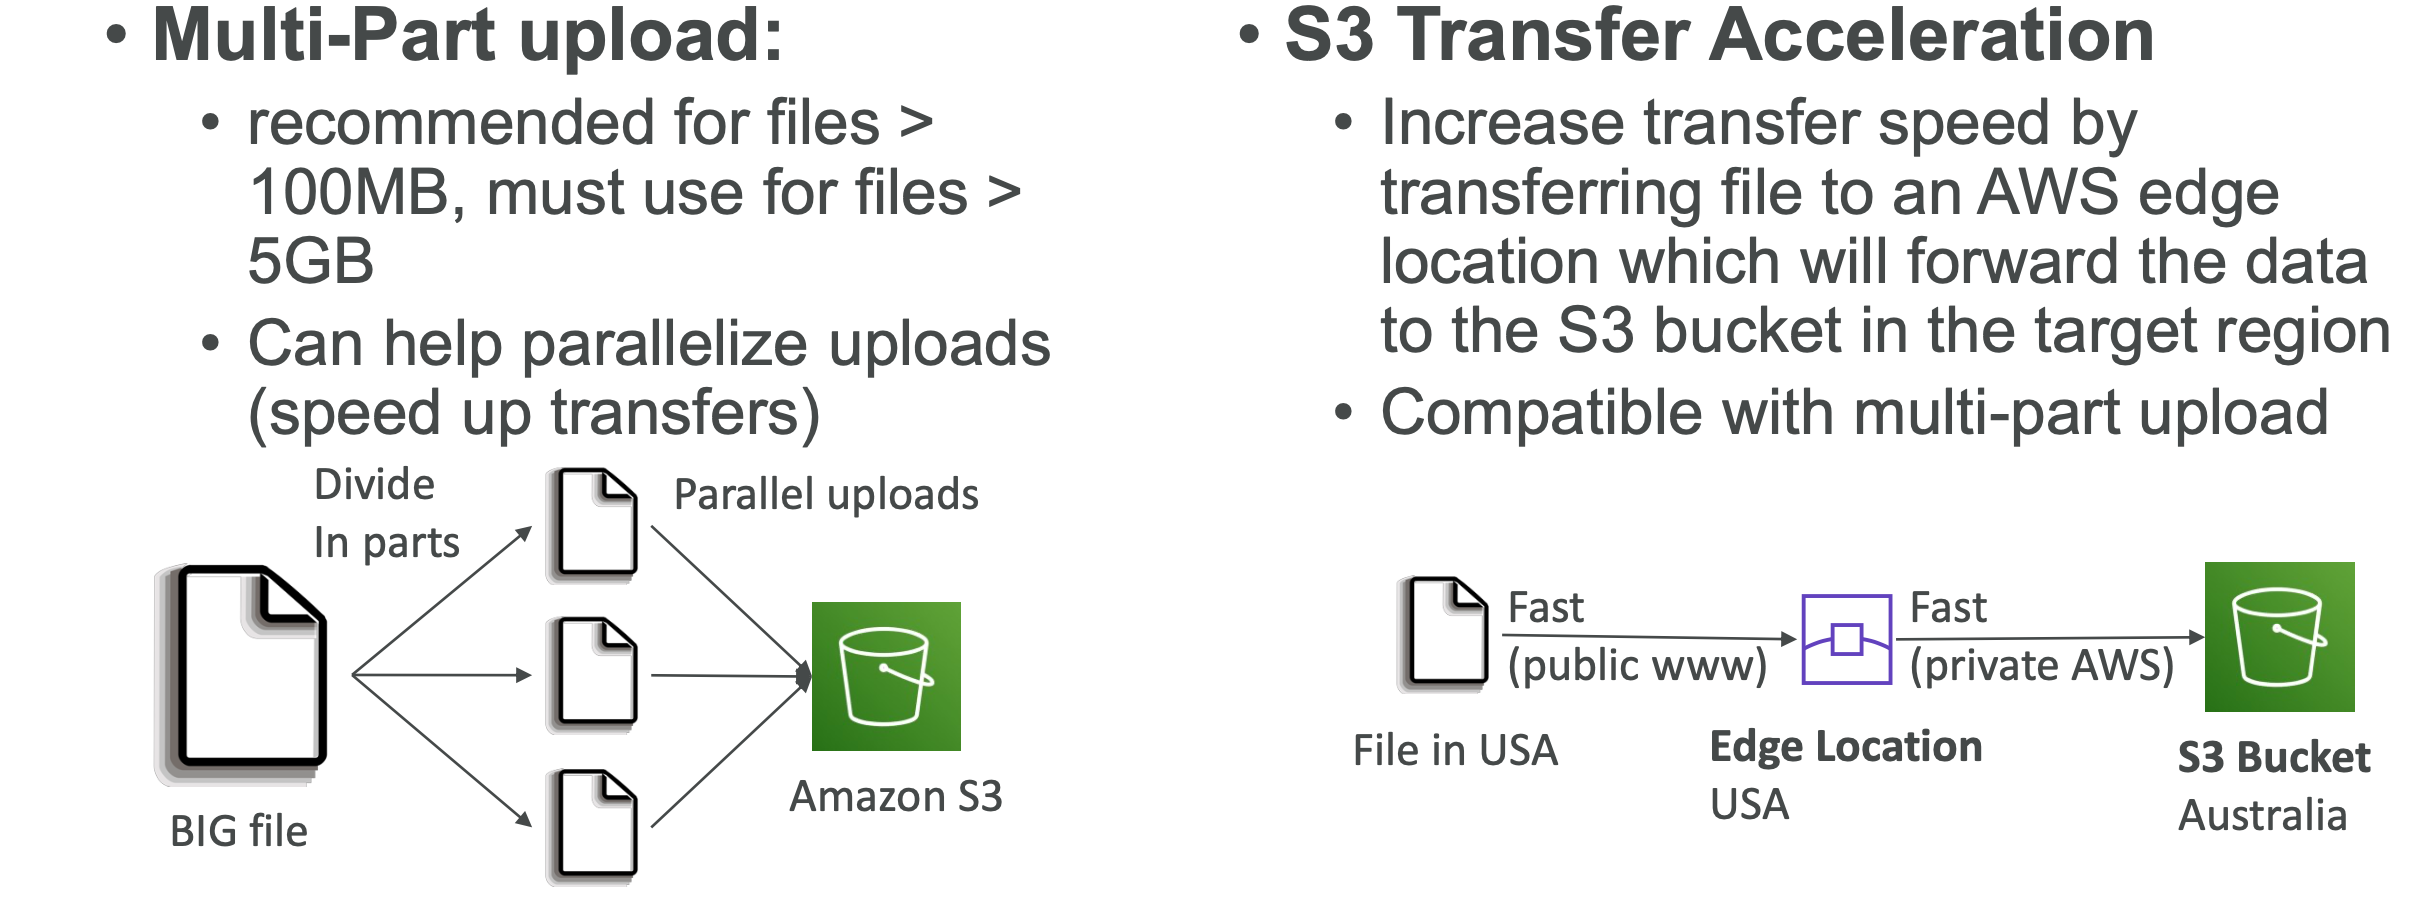 • Multi-Part upload:
• recommended for files >
100MB, must use for files >
5GB
• Can help parallelize uploads
(speed up transfers)
Divide
In parts
Parallel uploads
BIG file
Amazon S3
• S3 Transfer Acceleration
• Increase transfer speed by
transferring file to an AWS edge
location which will forward the data
to the S3 bucket in the target region
• Compatible with multi-part upload
Fast
(public www)
Fast
(private AWS)
File in USA
Edge Location
USA
S3 Bucket
Australia